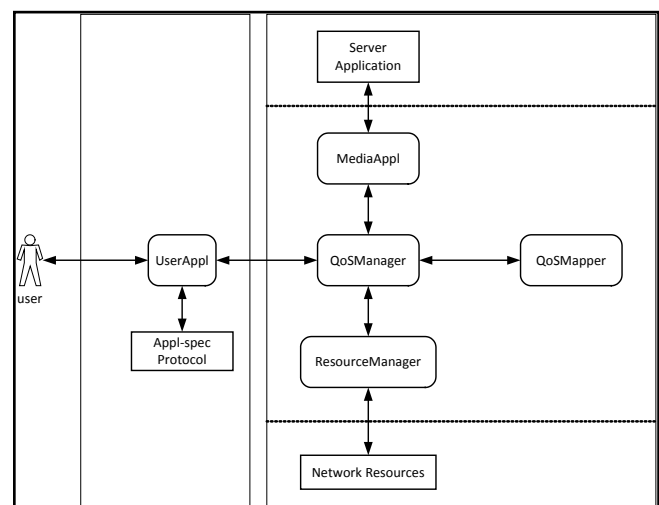 Server
Application
MediaAppl
UserAppl
QoSManager
QoSMapper
user
Appl-spec
Protocol
ResourceManager
Network Resources